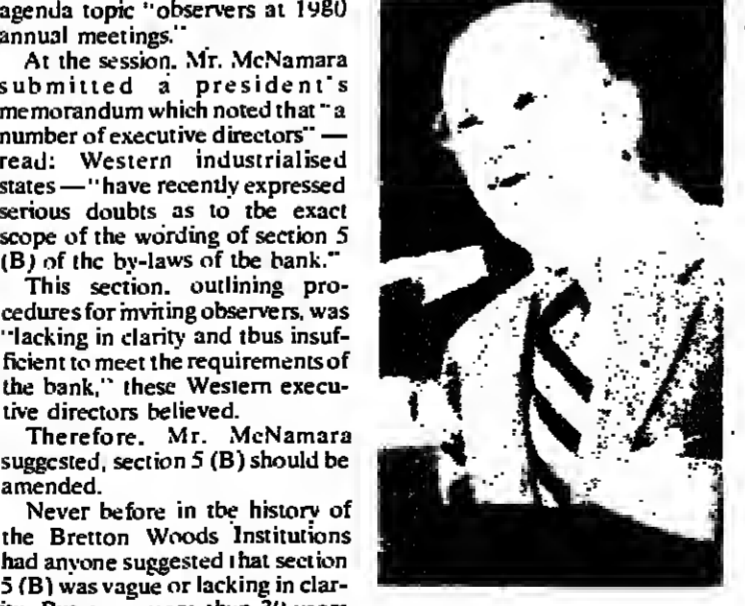 agenda topic "observers at 1980
annual meetings."
At the session. Mr. McNamara
submitted a president's
memorandum which noted that "a
number of executive directors" —
read: Western industrialised
states — "have recently expressed
serious doubts as to the exact
scope of the wording of section 5
(B) of the by-laws of the bank."
This section. outlining pro-
cedures for inviting observers, was
"lacking in clarity and thus insuf-
ficient to meet the requirements of
the bank," these Western execu-
tive directors believed.
Therefore. Mr. McNamara
suggested, section 5 (B) should be
amended.
Never before in the history of
the Bretton Woods Institutions
had anyone suggested that section
5 (B) was vague or lacking in clar-